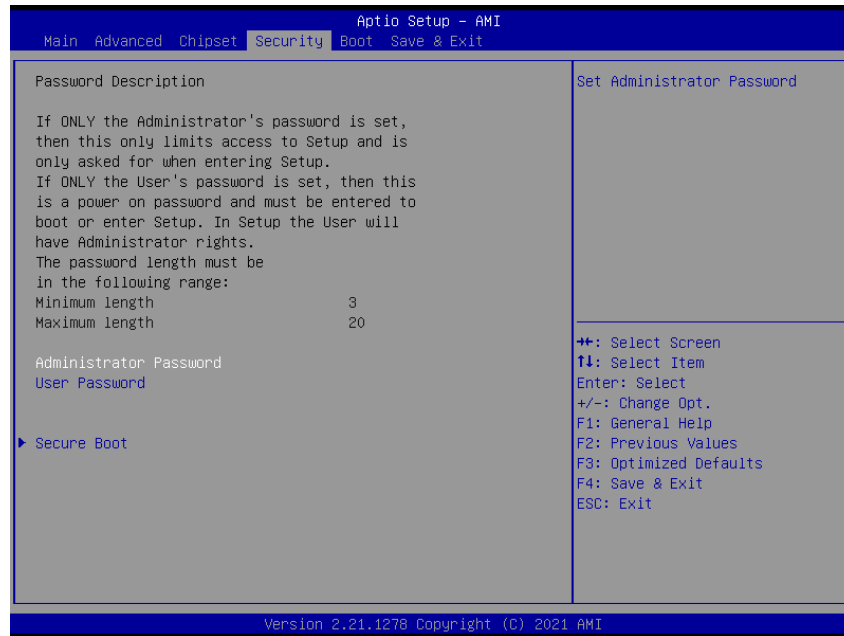 Aptio Setup – AMI
Main Advanced Chipset Security Boot Save & Exit
Password Description
If ONLY the Administrator's password is set,
then this only limits access to Setup and is
only asked for when entering Setup.
If ONLY the User's password is set, then this
is a power on password and must be entered to
boot or enter Setup. In Setup the User will
have Administrator rights.
The password length must be
in the following range:
Minimum length 3
Maximum length 20
Administrator Password
User Password
Secure Boot
Set Administrator Password
→←: Select Screen
↑↓: Select Item
Enter: Select
+/-: Change Opt.
F1: General Help
F2: Previous Values
F3: Optimized Defaults
F4: Save & Exit
ESC: Exit
Version 2.21.1278 Copyright (C) 2021 AMI